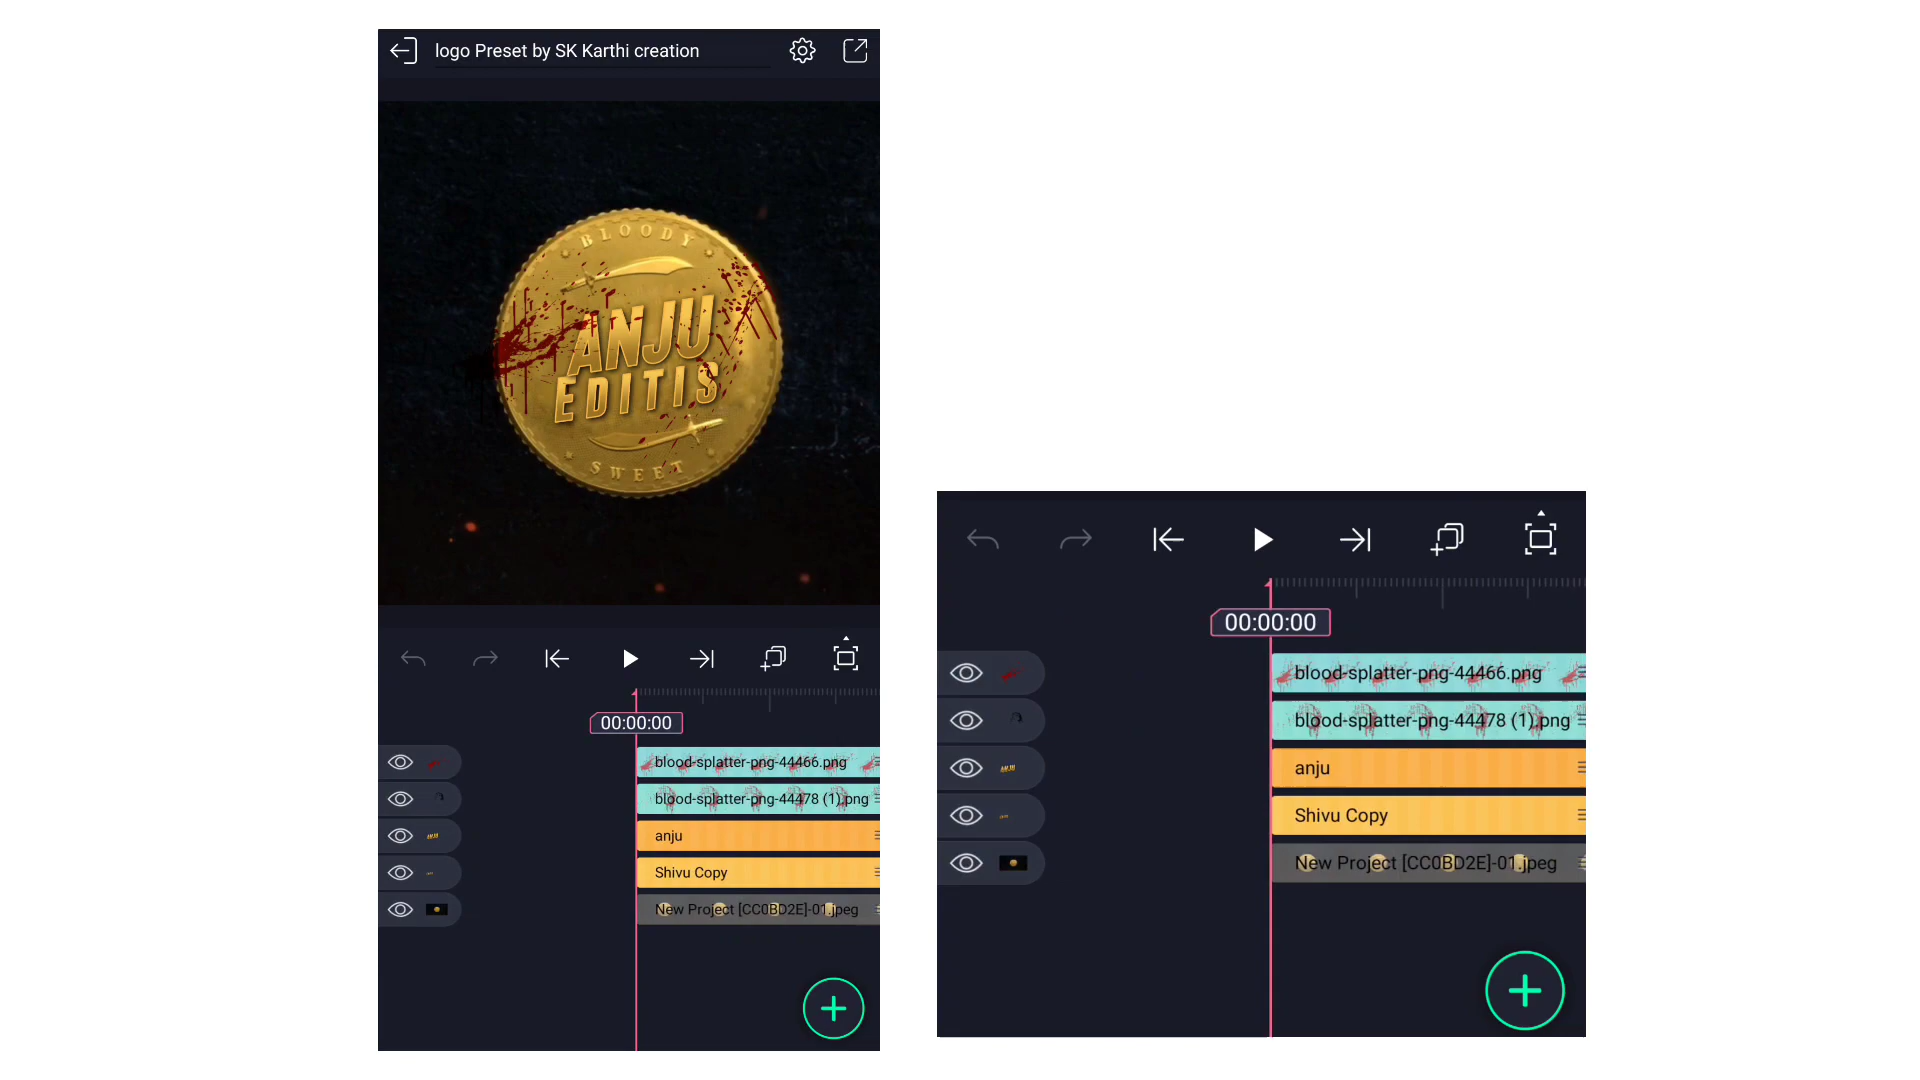 logo Preset by SK Karthi creation
BLOODY
ANJU
EDITIS
SWEET
00:00:00
blood-splatter-png-44466.png
blood-splatter-png-44478 (1).png
anju
Shivu Copy
New Project [CC0BD2E]-01.jpeg
00:00:00
blood-splatter-png-44466.png
blood-splatter-png-44478 (1).png
anju
Shivu Copy
New Project [CC0BD2E]-01.jpeg